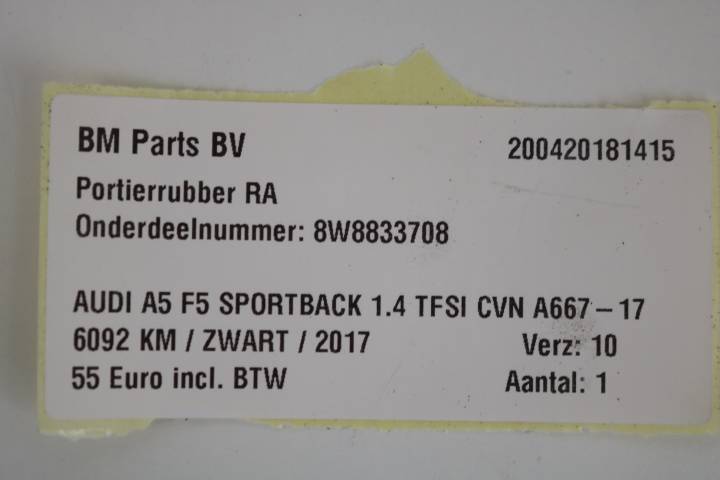 BM Parts BV 200420181415
Portierrubber RA
Onderdeelnummer: 8W8833708
AUDI A5 F5 SPORTBACK 1.4 TFSI CVN A667-17
6092 KM / ZWART / 2017 Verz: 10
55 Euro incl. BTW Aantal: 1